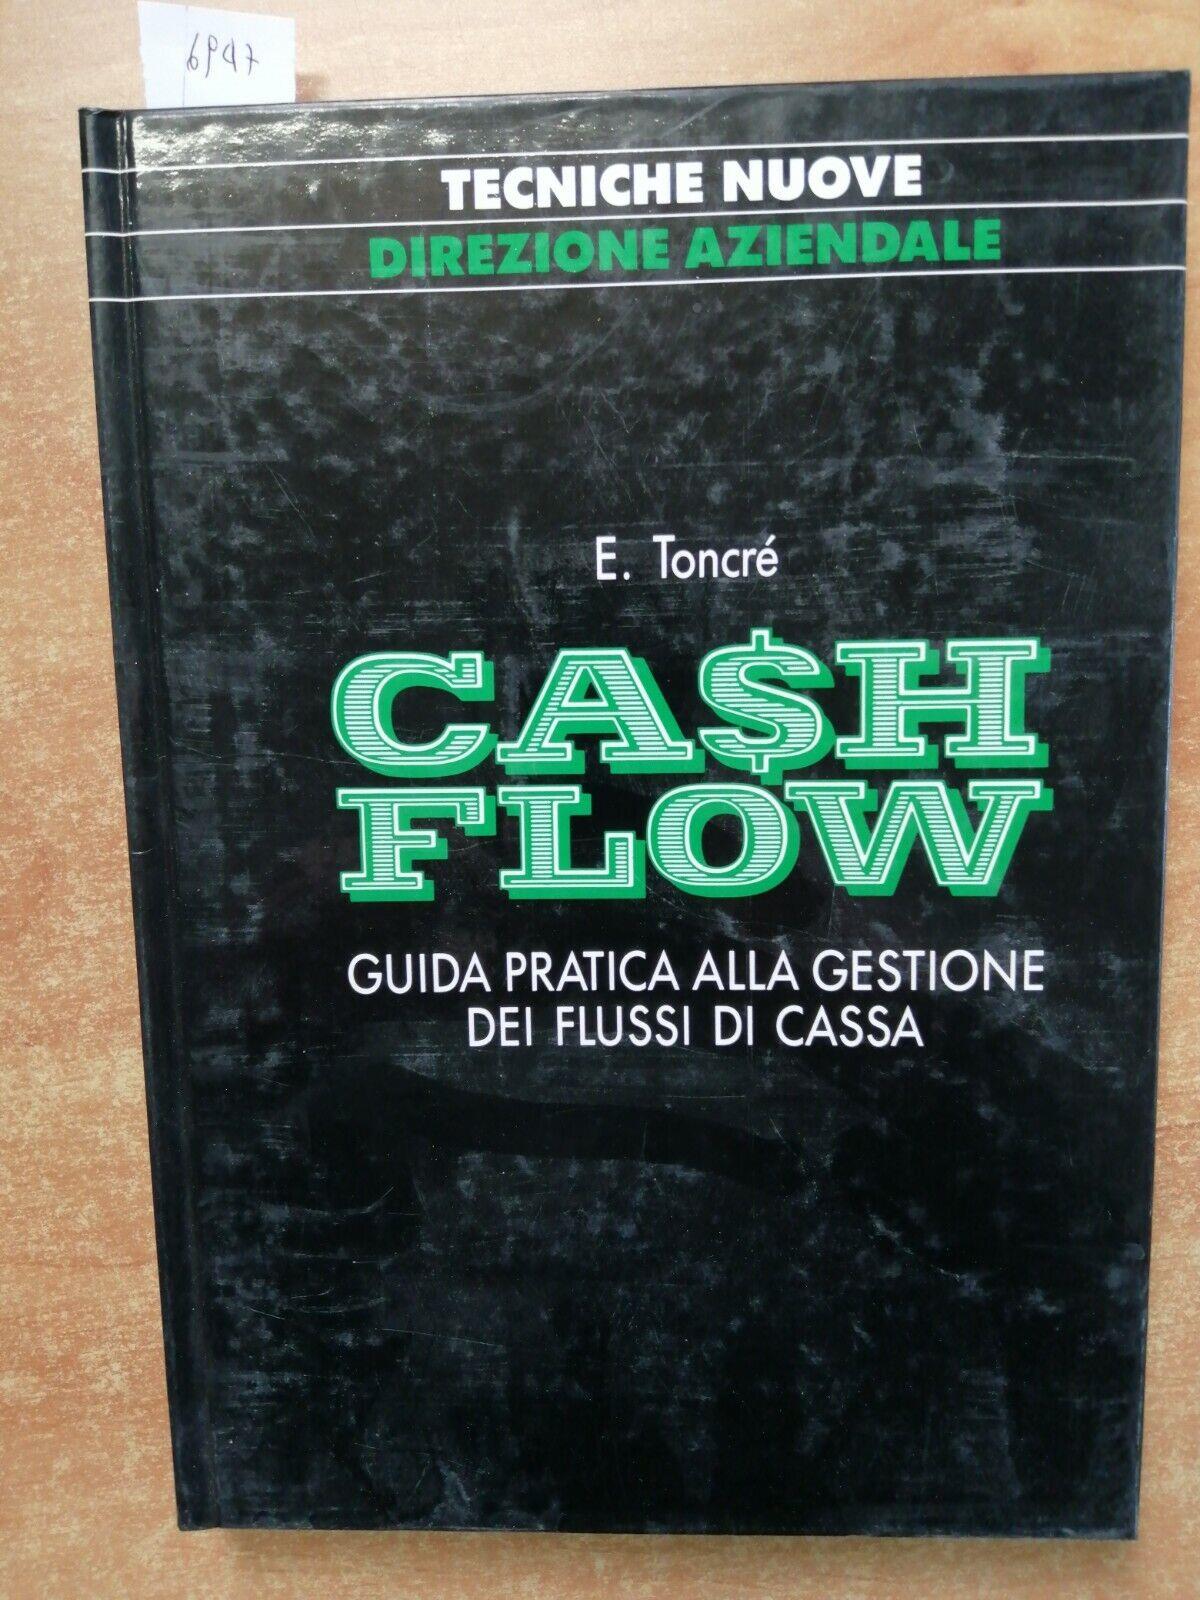 6947
TECNICHE NUOVE
DIREZIONE AZIENDALE
E. Toncré
CA$H
FLOW
GUIDA PRATICA ALLA GESTIONE
DEI FLUSSI DI CASSA